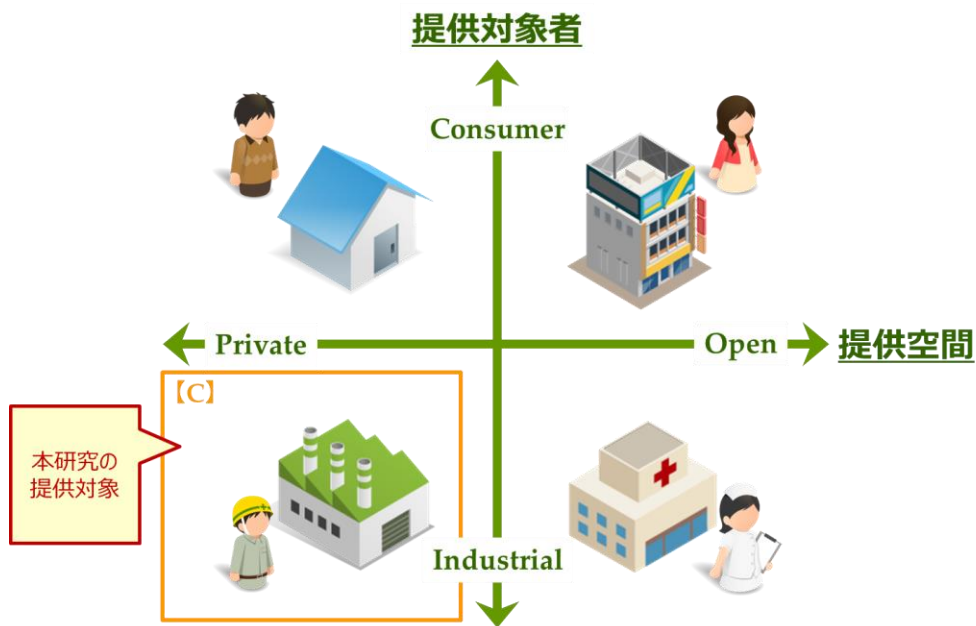 提供対象者
Consumer
Private
Open
提供空間
【C】
本研究の
提供対象
Industrial